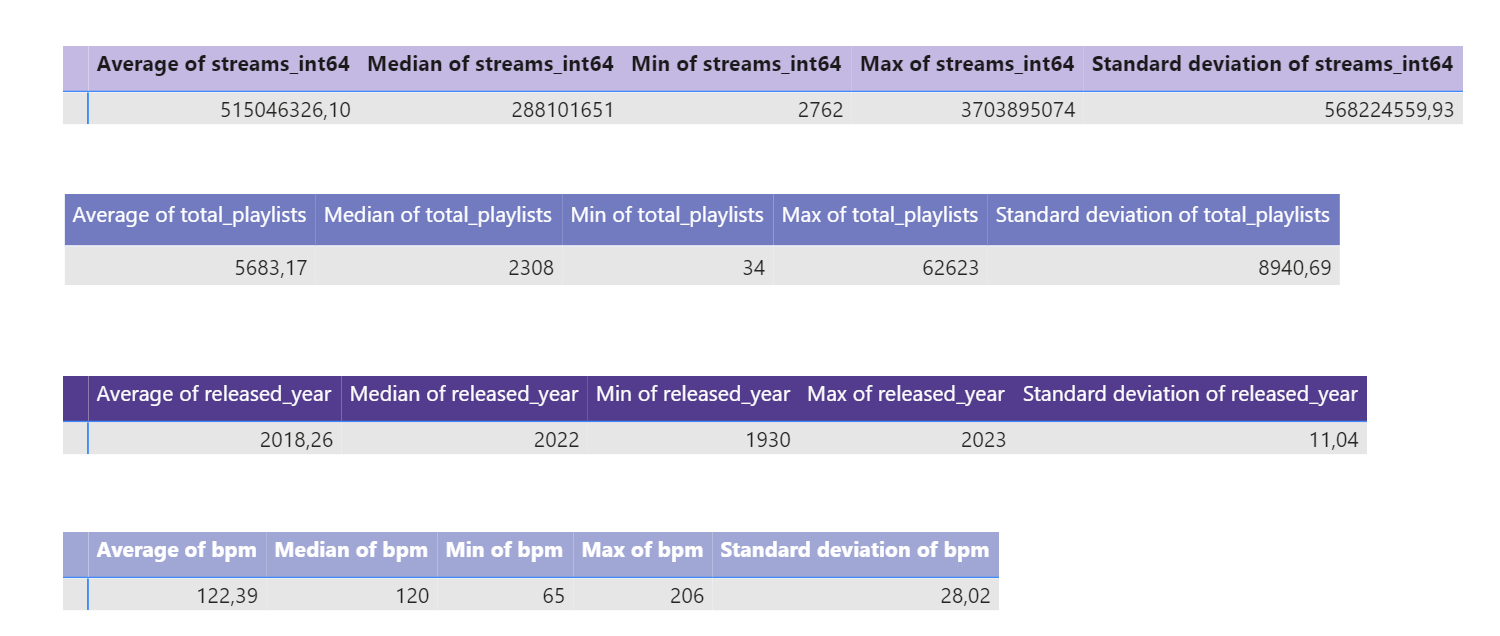 Average of streams_int64 Median of streams_int64 Min of streams_int64 Max of streams_int64 Standard deviation of streams_int64
515046326,10 288101651 2762 3703895074 568224559,93
Average of total_playlists Median of total_playlists Min of total_playlists Max of total_playlists Standard deviation of total_playlists
5683,17 2308 34 62623 8940,69
Average of released_year Median of released_year Min of released_year Max of released_year Standard deviation of released_year
2018,26 2022 1930 2023 11,04
Average of bpm Median of bpm Min of bpm Max of bpm Standard deviation of bpm
122,39 120 65 206 28,02